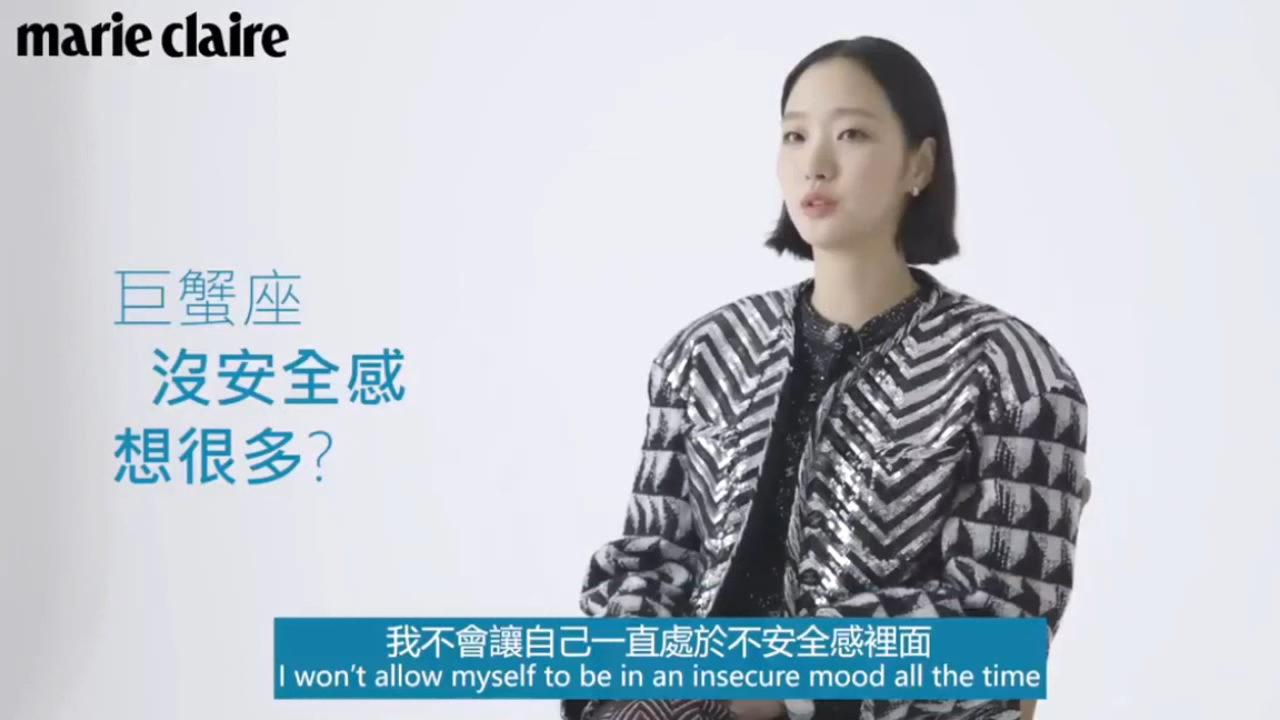 marie claire
巨蟹座
沒安全感
想很多?
我不會讓自己一直處於不安全感裡面
I won't allow myself to be in an insecure mood all the time